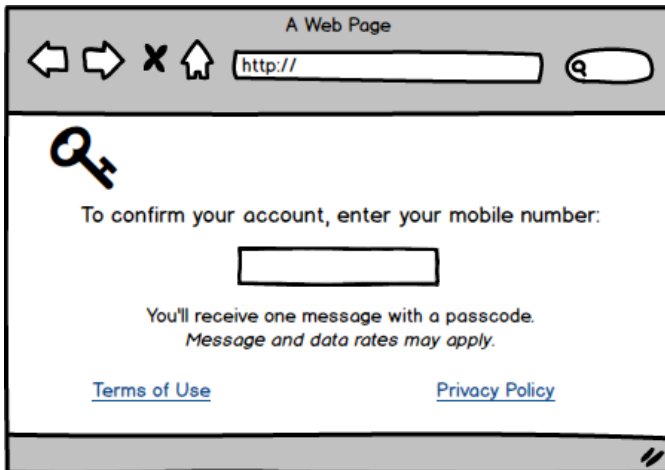 A Web Page
http://
To confirm your account, enter your mobile number:
You'll receive one message with a passcode.
Message and data rates may apply.
Terms of Use
Privacy Policy